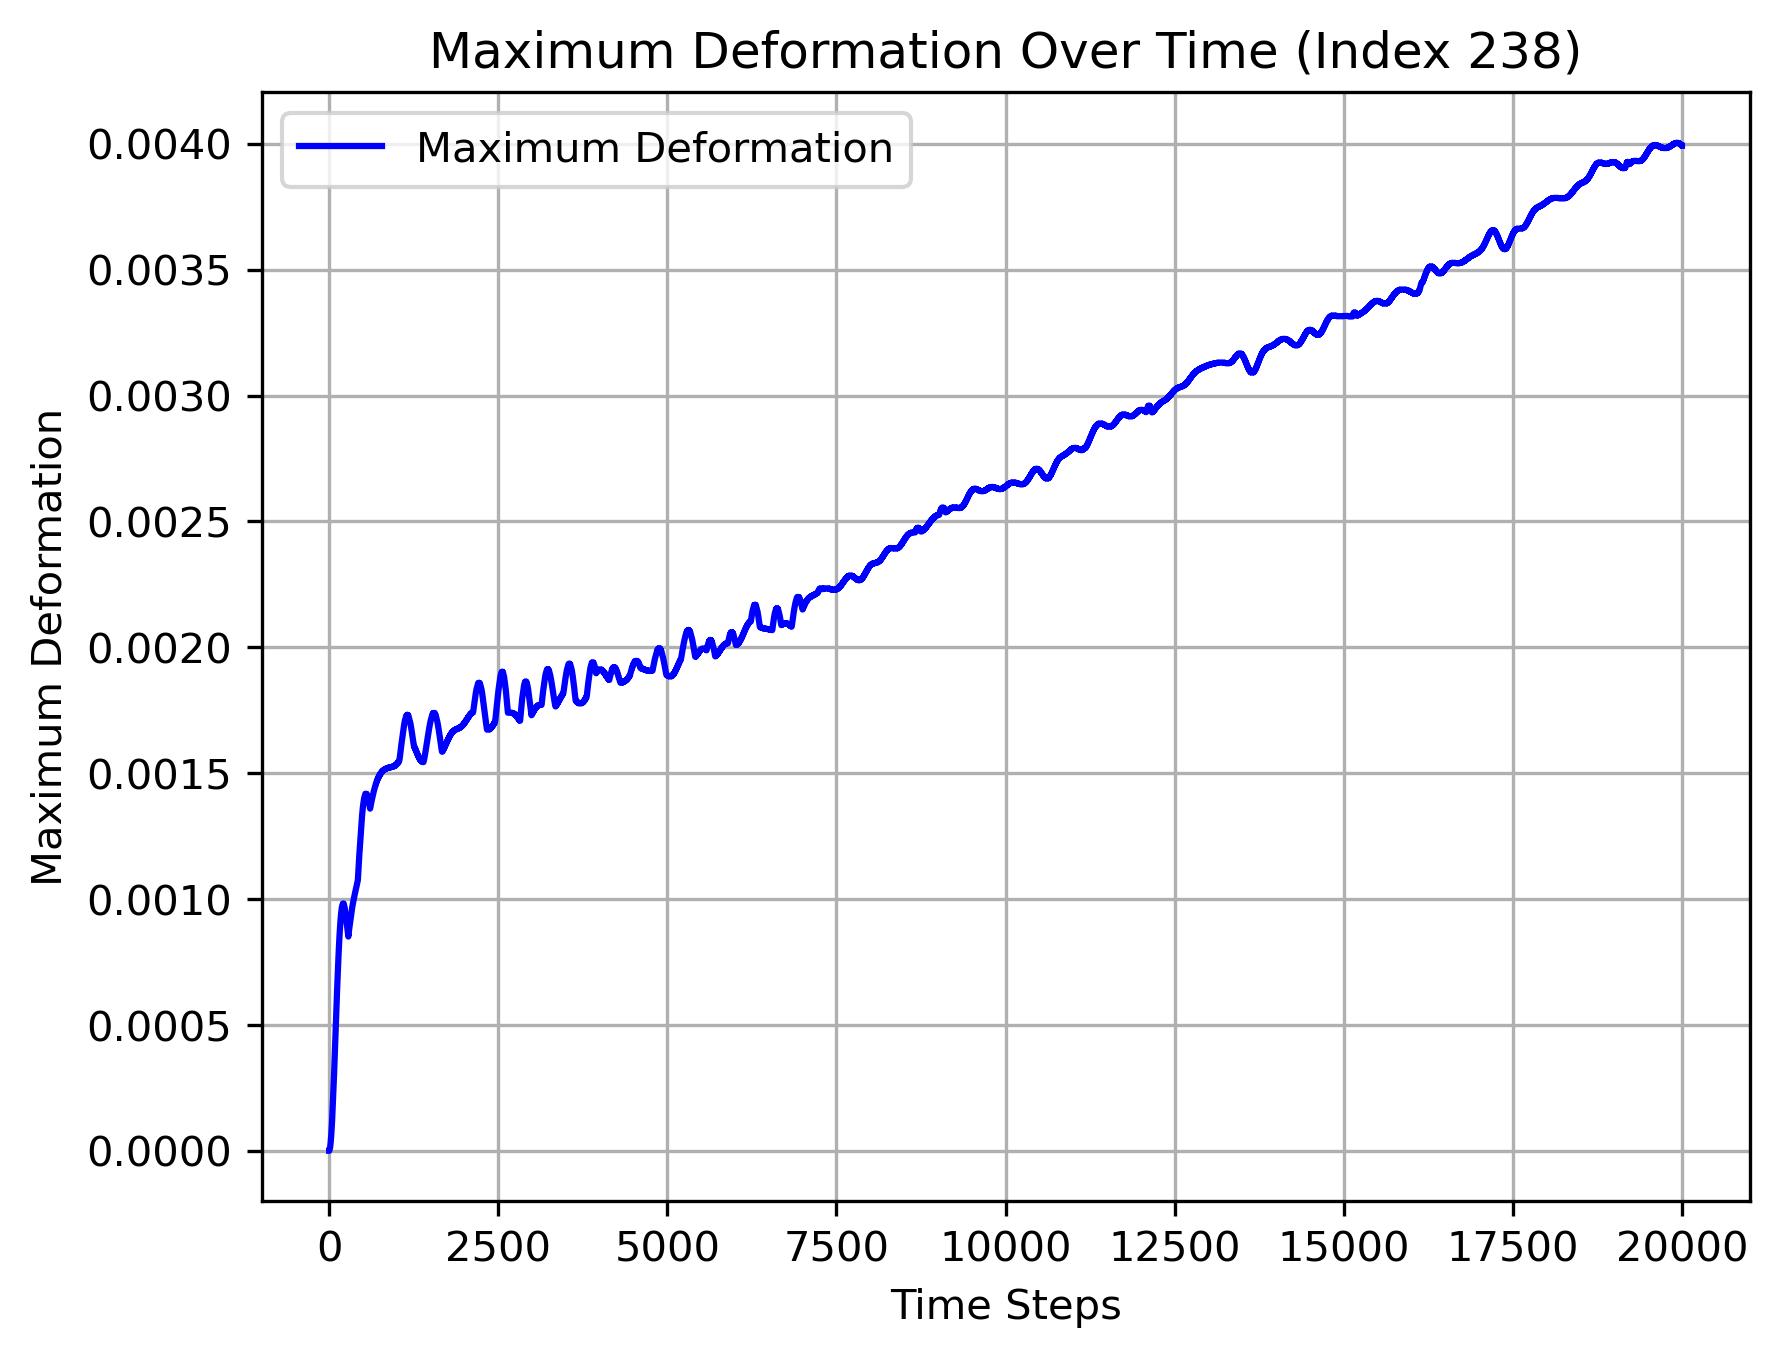 Maximum Deformation Over Time (Index 238)
Maximum Deformation
0.0040
0.0035
0.0030
0.0025
0.0020
0.0015
0.0010
0.0005
0.0000
Maximum Deformation
0 2500 5000 7500 10000 12500 15000 17500 20000
Time Steps